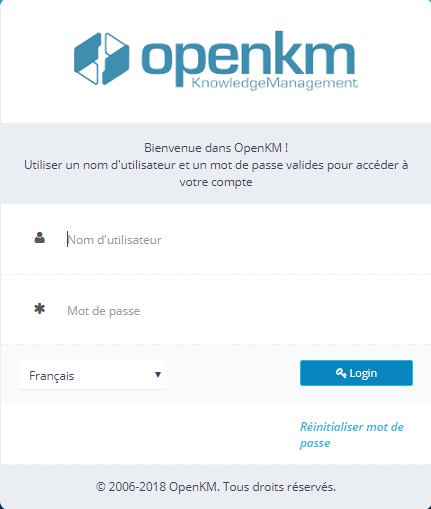 openkm
KnowledgeManagement
Bienvenue dans OpenKM !
Utiliser un nom d'utilisateur et un mot de passe valides pour accéder à
votre compte
Nom d'utilisateur
Mot de passe
Français
Login
Réinitialiser mot de
passe
© 2006-2018 OpenKM. Tous droits réservés.